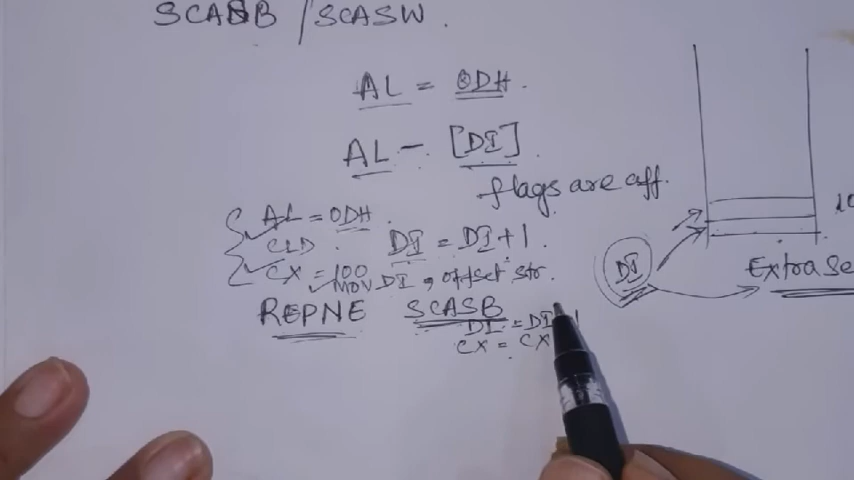 SCASB / SCASW.
AL = 0DH.
AL - [DI].
flags are aff.
AL = 0DH.
CLD. DI = DI+1.
CX = 100
MOV DI, offset str.
REPNE SCASB
DI = DI
CX = CX
DI
Extra Se